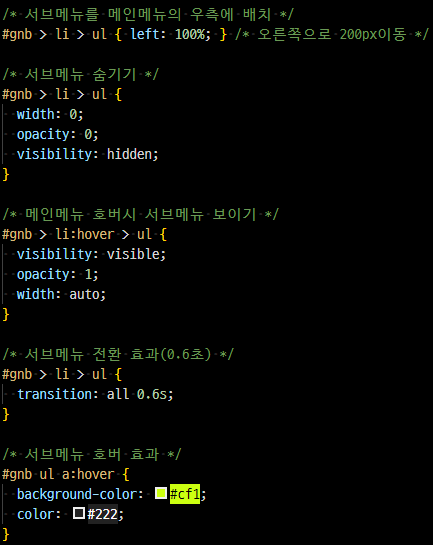 /* 서브메뉴를 메인메뉴의 우측에 배치 */
#gnb > li > ul { left: 100%; } /* 오른쪽으로 200px이동 */
/* 서브메뉴 숨기기 */
#gnb > li > ul {
width: 0;
opacity: 0;
visibility: hidden;
}
/* 메인메뉴 호버시 서브메뉴 보이기 */
#gnb > li:hover > ul {
visibility: visible;
opacity: 1;
width: auto;
}
/* 서브메뉴 전환 효과(0.6초) */
#gnb > li > ul {
transition: all 0.6s;
}
/* 서브메뉴 호버 효과 */
#gnb ul a:hover {
background-color: #cf1;
color: #222;
}